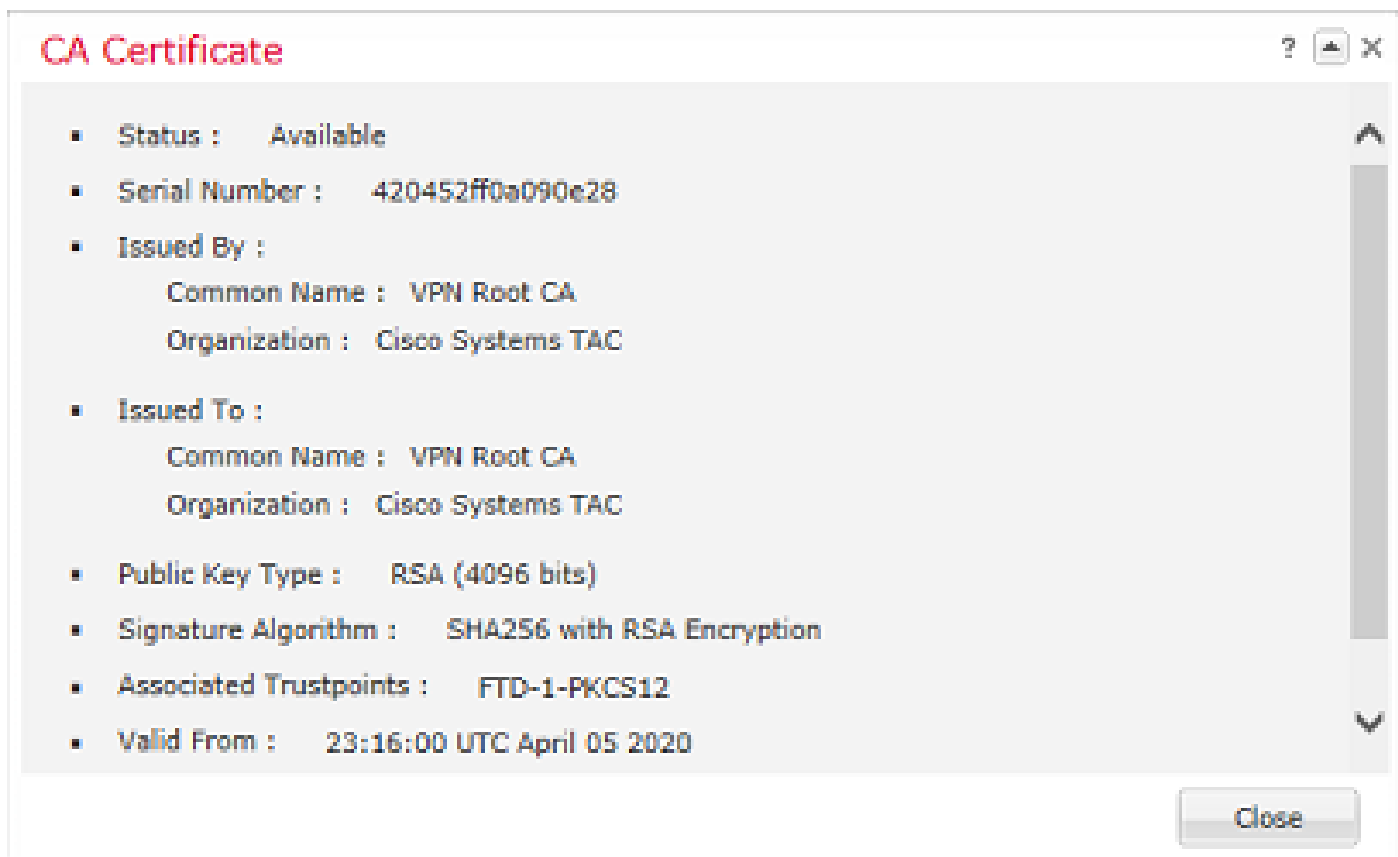 CA Certificate
?
X
Status : Available
Serial Number : 420452ff0a090e28
Issued By :
Common Name : VPN Root CA
Organization : Cisco Systems TAC
Issued To :
Common Name : VPN Root CA
Organization : Cisco Systems TAC
Public Key Type : RSA (4096 bits)
Signature Algorithm : SHA256 with RSA Encryption
Associated Trustpoints : FTD-1-PKCS12
Valid From : 23:16:00 UTC April 05 2020
Close